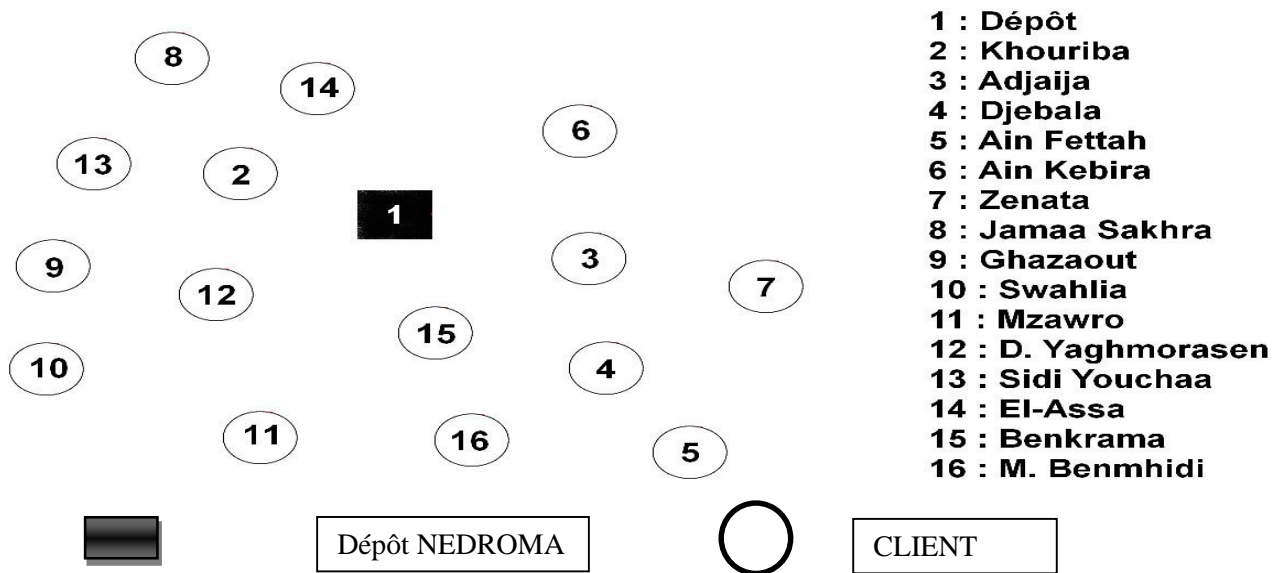 8
14
6
13
2
1
9
12
3
7
15
10
4
11
16
5
1 : Dépôt
2 : Khouriba
3 : Adjaija
4 : Djebala
5 : Ain Fettah
6 : Ain Kebira
7 : Zenata
8 : Jamaa Sakhra
9 : Ghazaout
10 : Swahlia
11 : Mzawro
12 : D. Yaghmorasen
13 : Sidi Youchaa
14 : El-Assa
15 : Benkrama
16 : M. Benmhidi
Dépôt NEDROMA
CLIENT